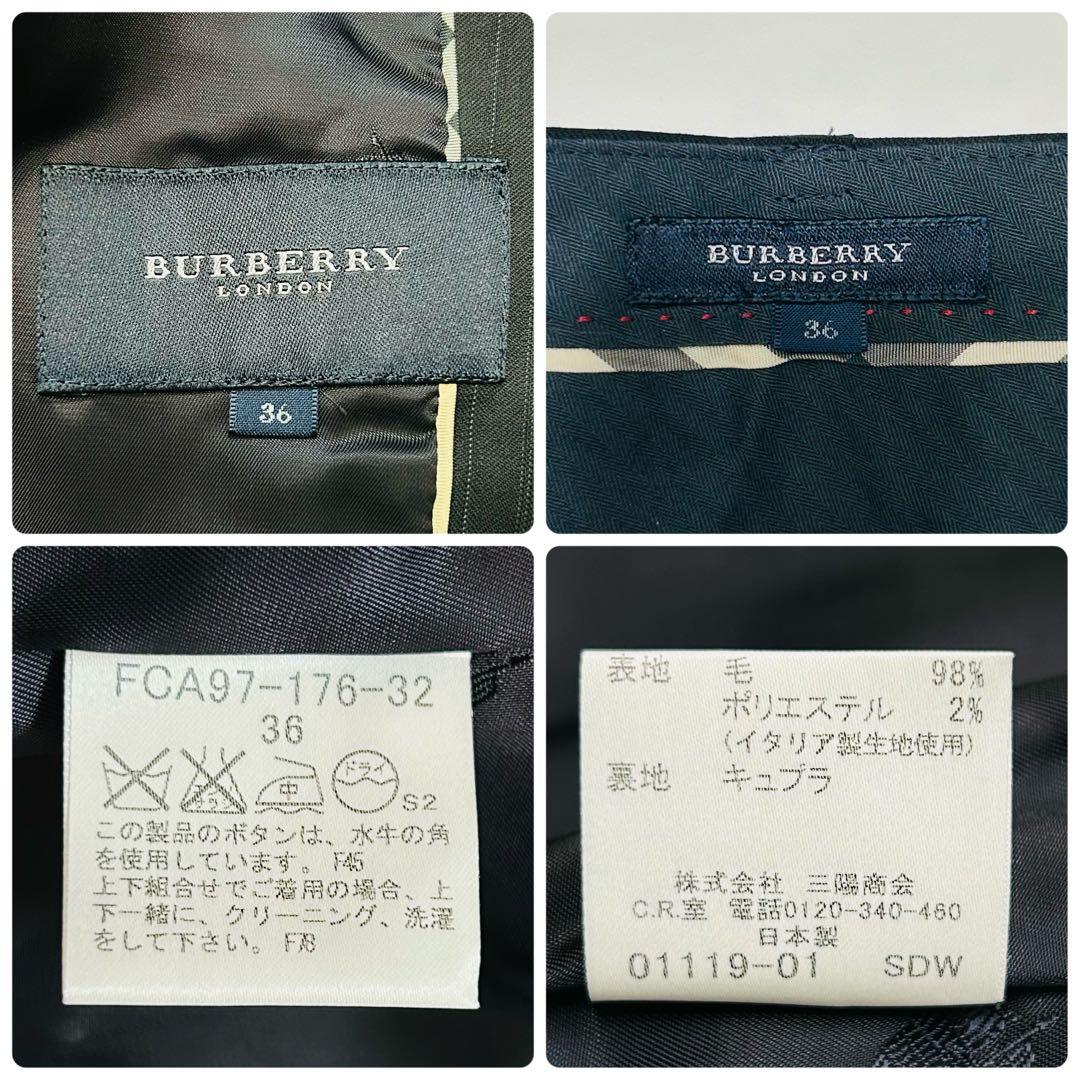 BURBERRY
LONDON
36
BURBERRY
LONDON
36
FCA97-176-32
36
中
ドライ
S2
この製品のボタンは、水牛の角
を使用しています。 F45
上下組合せでご着用の場合、上
下一緒に、クリーニング、洗濯
をして下さい。 F78
表地 毛 98%
ポリエステル 2%
(イタリア製生地使用)
裏地 キュプラ
株式会社 三陽商会
C.R.室 電話0120-340-460
日本製
01119-01 SDW